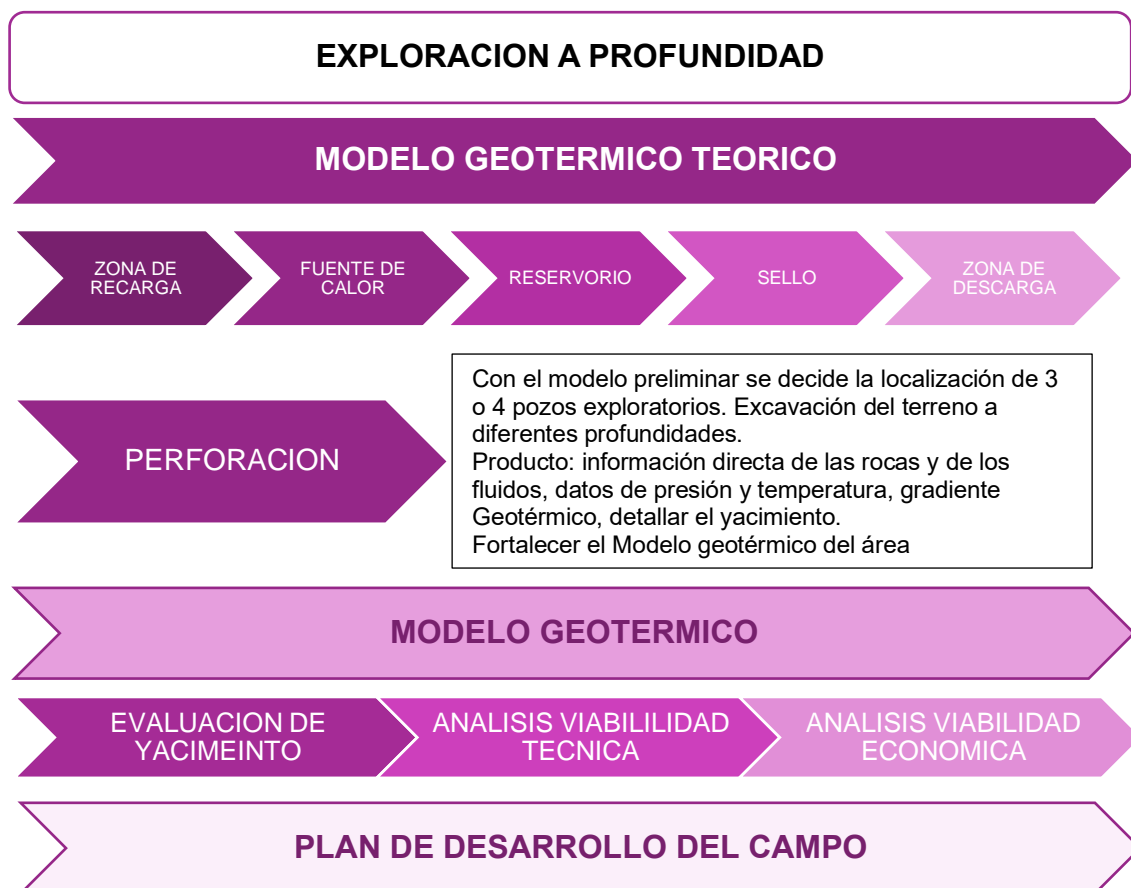 EXPLORACION A PROFUNDIDAD
MODELO GEOTERMICO TEORICO
ZONA DE
RECARGA
FUENTE DE
CALOR
RESERVORIO
SELLO
ZONA DE
DESCARGA
PERFORACION
Con el modelo preliminar se decide la localización de 3
o 4 pozos exploratorios. Excavación del terreno a
diferentes profundidades.
Producto: información directa de las rocas y de los
fluidos, datos de presión y temperatura, gradiente
Geotérmico, detallar el yacimiento.
Fortalecer el Modelo geotérmico del área
MODELO GEOTERMICO
EVALUACION DE
YACIMEINTO
ANALISIS VIABILILIDAD
TECNICA
ANALISIS VIABILIDAD
ECONOMICA
PLAN DE DESARROLLO DEL CAMPO